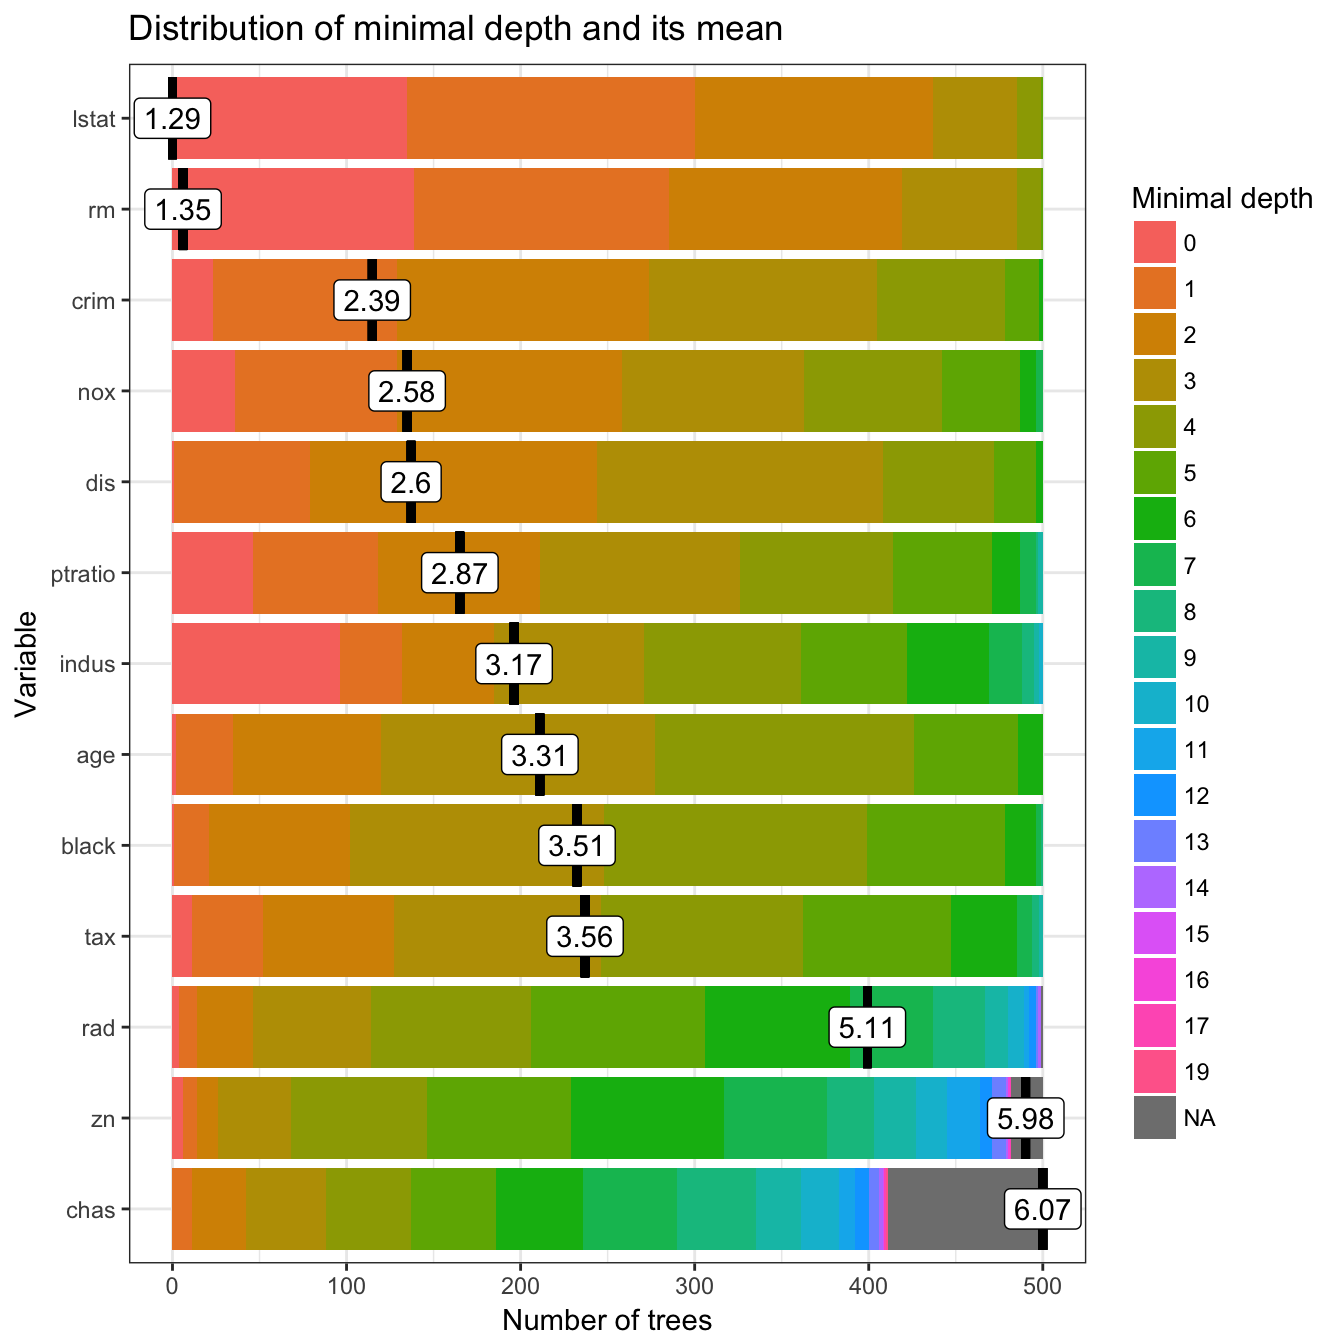 Distribution of minimal depth and its mean
Variable
lstat
1.29
rm
1.35
crim
2.39
nox
2.58
dis
2.6
ptratio
2.87
indus
3.17
age
3.31
black
3.51
tax
3.56
rad
5.11
zn
5.98
chas
6.07
0 100 200 300 400 500
Number of trees
Minimal depth
0
1
2
3
4
5
6
7
8
9
10
11
12
13
14
15
16
17
19
NA